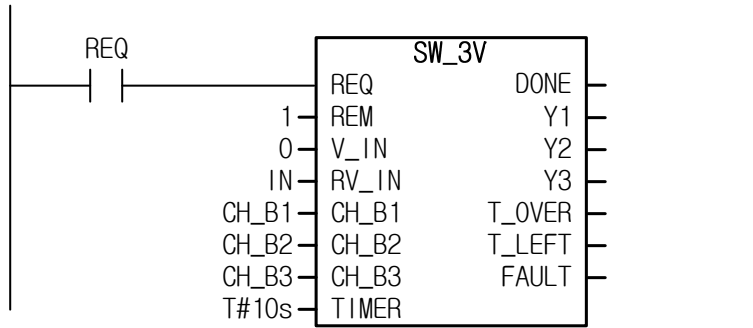 SW_3V
REQ
REQ DONE
1 REM Y1
0 V_IN Y2
IN RV_IN Y3
CH_B1 CH_B1 T_OVER
CH_B2 CH_B2 T_LEFT
CH_B3 CH_B3 FAULT
T#10s TIMER